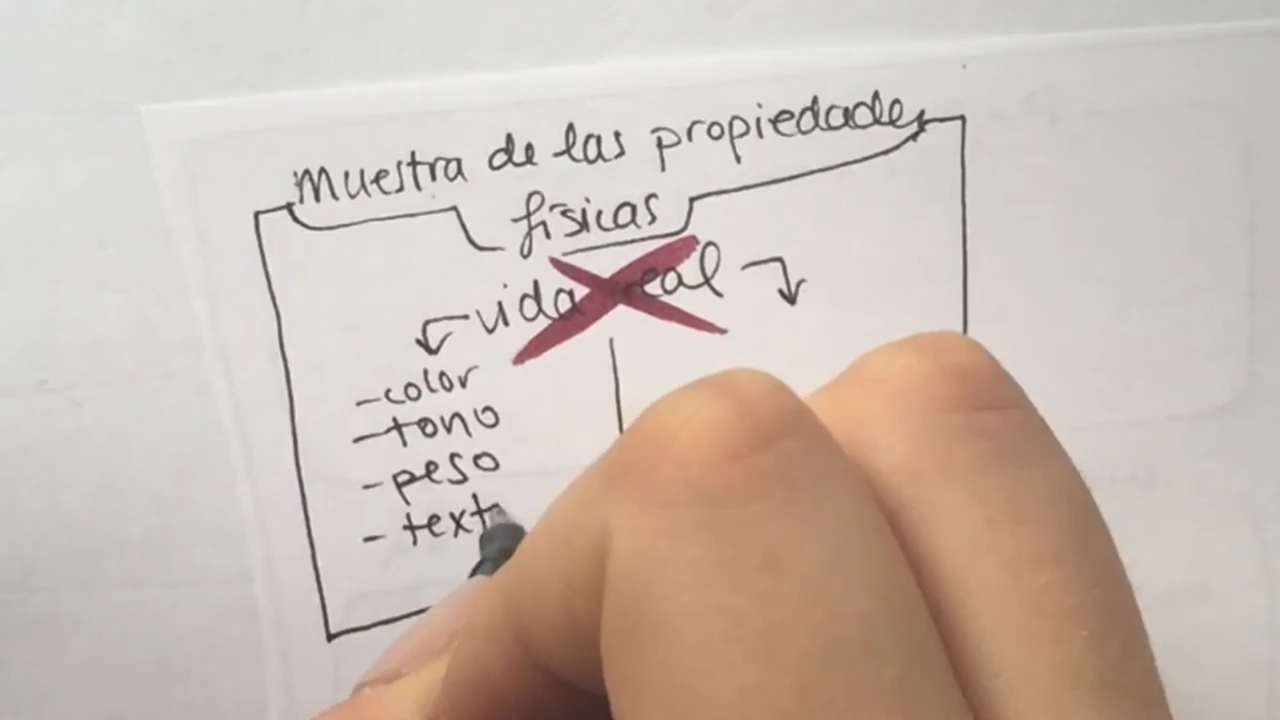 Muestra de las propiedades
físicas
vida real
-color
-tono
-peso
-text